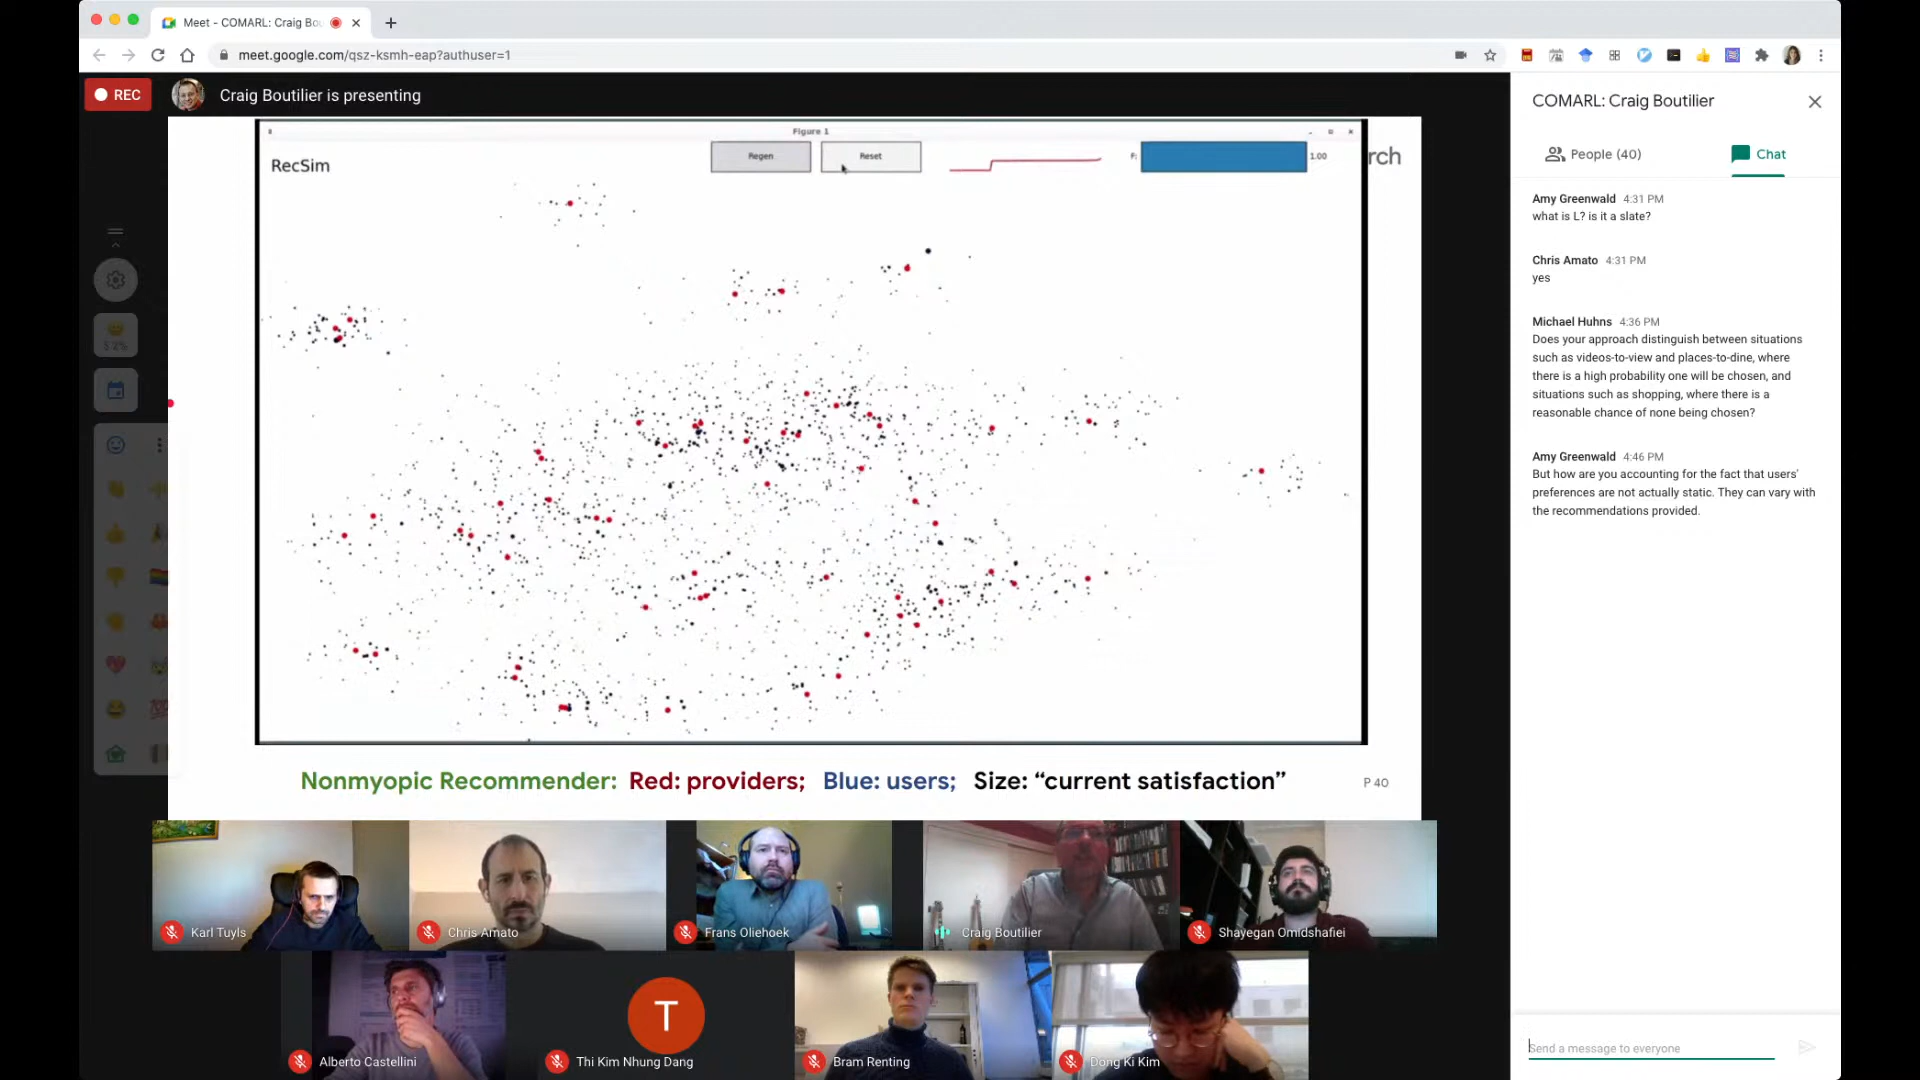 Meet - COMARL: Craig Bou
meet.google.com/qsz-ksmh-eap?authuser=1
REC
Craig Boutilier is presenting
Figure 1
RecSim
Regen
Reset
P:
1.00
rch
Nonmyopic Recommender: Red: providers; Blue: users; Size: “current satisfaction”
P 40
Karl Tuyls
Chris Amato
Frans Oliehoek
Craig Boutilier
Shayegan Omidshafiei
Alberto Castellini
T
Thi Kim Nhung Dang
Bram Renting
Dong Ki Kim
COMARL: Craig Boutilier
People (40)
Chat
Amy Greenwald 4:31 PM
what is L? is it a slate?
Chris Amato 4:31 PM
yes
Michael Huhns 4:36 PM
Does your approach distinguish between situations
such as videos-to-view and places-to-dine, where
there is a high probability one will be chosen, and
situations such as shopping, where there is a
reasonable chance of none being chosen?
Amy Greenwald 4:46 PM
But how are you accounting for the fact that users'
preferences are not actually static. They can vary with
the recommendations provided.
Send a message to everyone